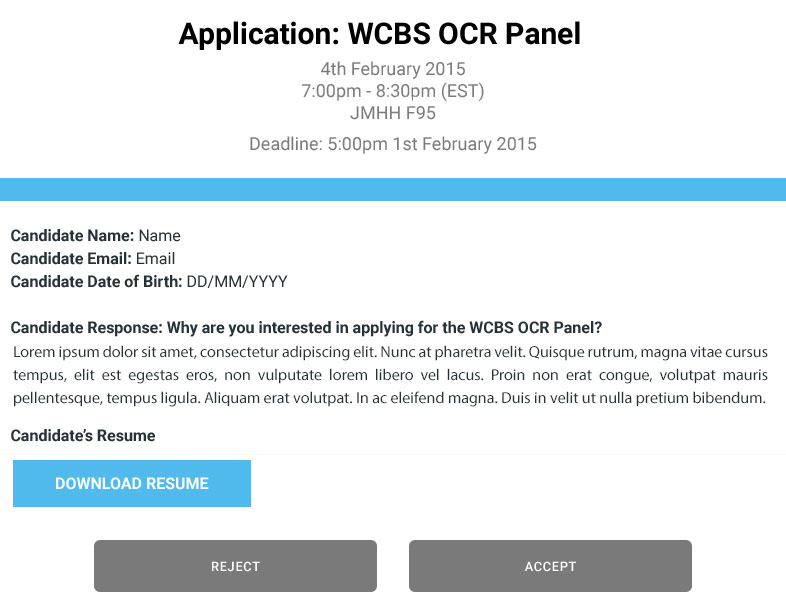 Application: WCBS OCR Panel
4th February 2015
7:00pm - 8:30pm (EST)
JMHH F95
Deadline: 5:00pm 1st February 2015
Candidate Name: Name
Candidate Email: Email
Candidate Date of Birth: DD/MM/YYYY
Candidate Response: Why are you interested in applying for the WCBS OCR Panel?
Lorem ipsum dolor sit amet, consectetur adipiscing elit. Nunc at pharetra velit. Quisque rutrum, magna vitae cursus
tempus, elit est egestas eros, non vulputate lorem libero vel lacus. Proin non erat congue, volutpat mauris
pellentesque, tempus ligula. Aliquam erat volutpat. In ac eleifend magna. Duis in velit ut nulla pretium bibendum.
Candidate's Resume
DOWNLOAD RESUME
REJECT
ACCEPT